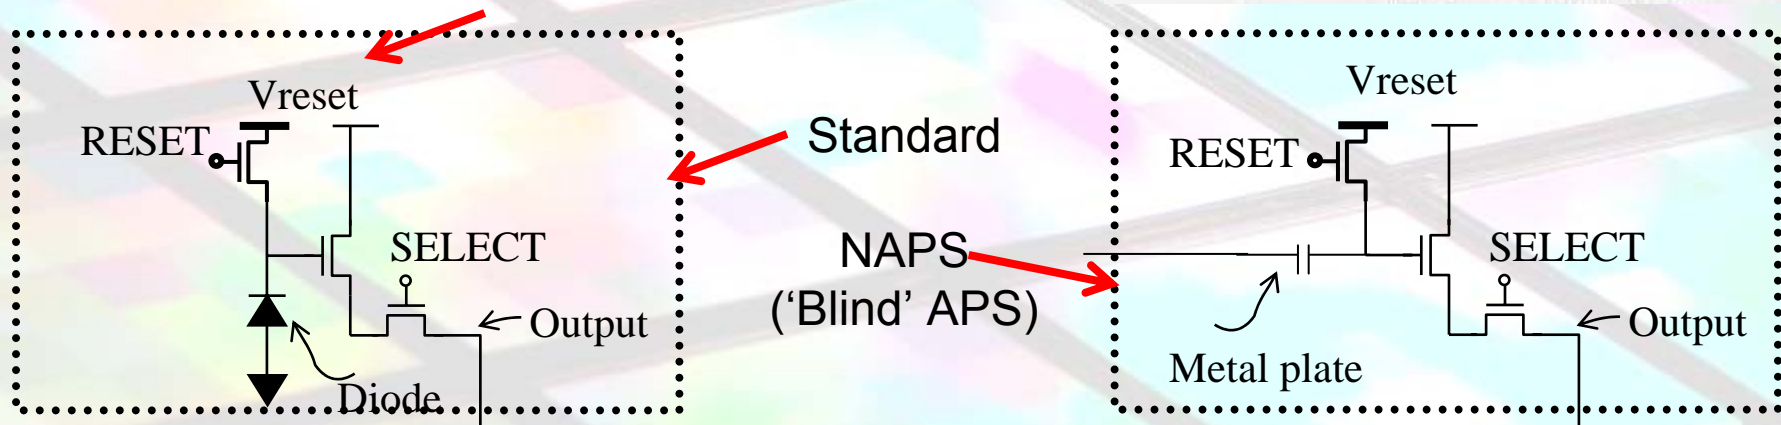 Vreset
RESET
SELECT
Output
Diode
Standard
NAPS
(‘Blind’ APS)
Vreset
RESET
SELECT
Output
Metal plate